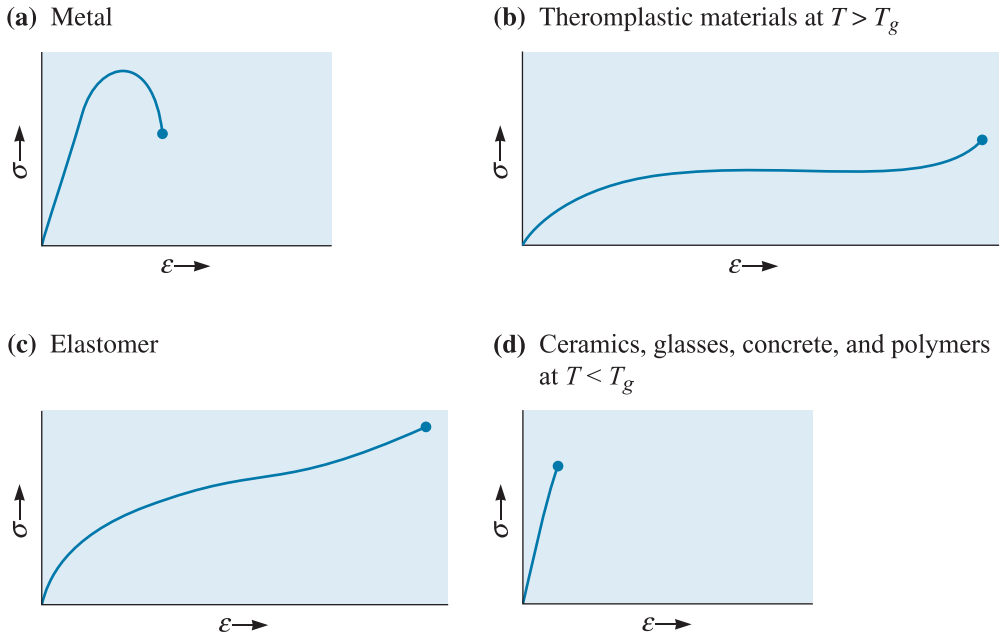 (a) Metal
(b) Theromplastic materials at T > Tg
σ
ε
σ
ε
(c) Elastomer
(d) Ceramics, glasses, concrete, and polymers
at T < Tg
σ
ε
σ
ε